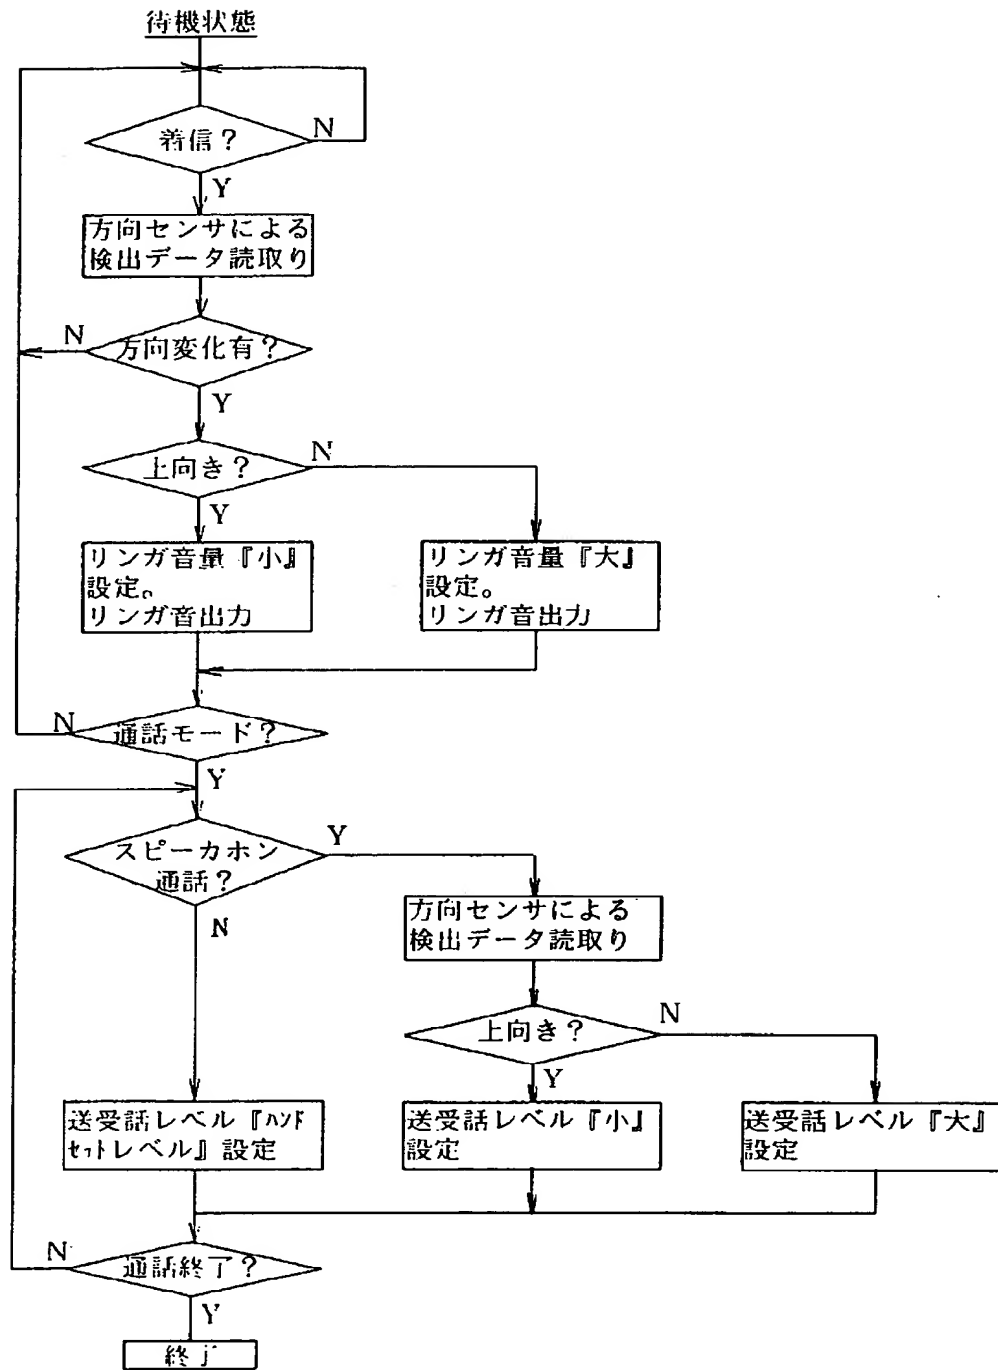 待機状態
着信？
N
Y
方向センサによる
検出データ読取り
N
方向変化有？
Y
上向き？
N
Y
リンガ音量『小』
設定。
リンガ音出力
リンガ音量『大』
設定。
リンガ音出力
N
通話モード？
Y
スピーカホン
通話？
Y
N
方向センサによる
検出データ読取り
上向き？
N
Y
送受話レベル『ﾊﾝﾄﾞ
ｾｯﾄレベル』設定
送受話レベル『小』
設定
送受話レベル『大』
設定
N
通話終了？
Y
終了